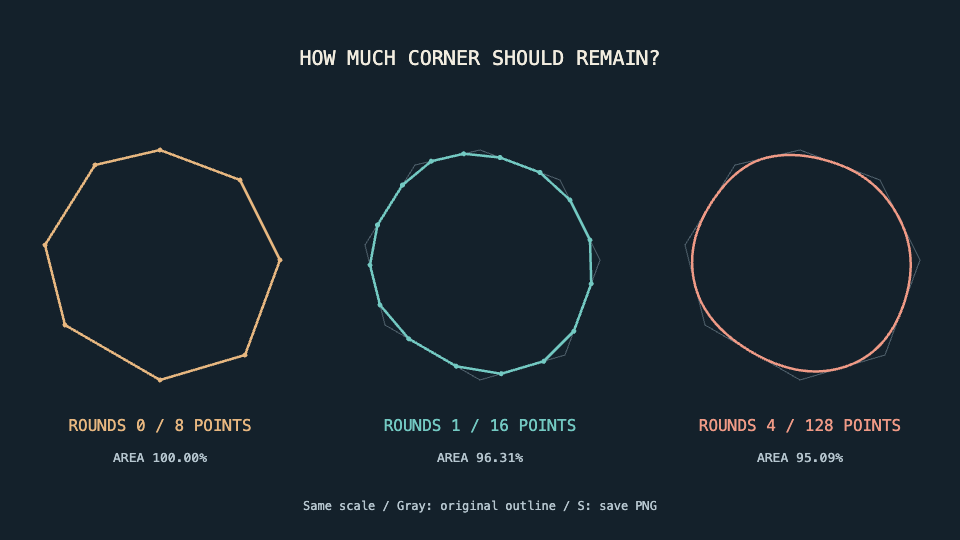 HOW MUCH CORNER SHOULD REMAIN?
ROUNDS 0 / 8 POINTS
AREA 100.00%
ROUNDS 1 / 16 POINTS
AREA 96.31%
ROUNDS 4 / 128 POINTS
AREA 95.09%
Same scale / Gray: original outline / S: save PNG